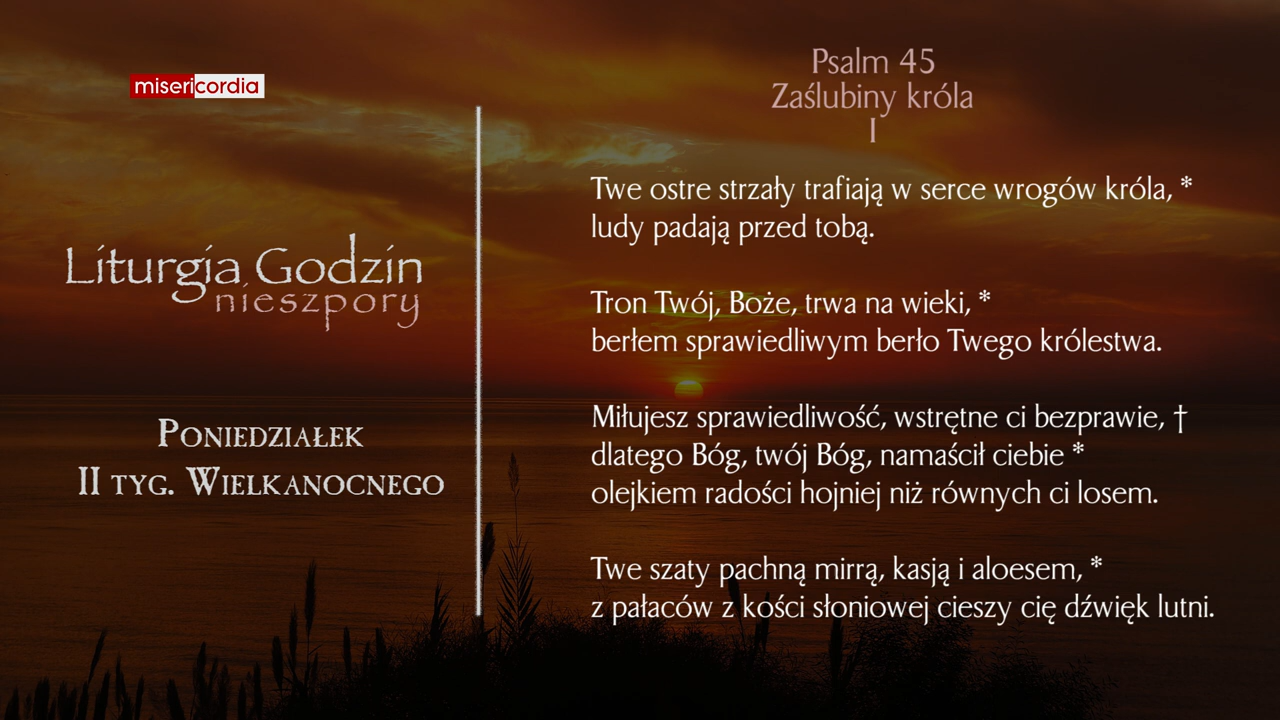 misericordia
Liturgia Godzin
nieszpory
Poniedziałek
II tyg. Wielkanocnego
Psalm 45
Zaślubiny króla
I
Twe ostre strzały trafiają w serce wrogów króla, *
ludy padają przed tobą.
Tron Twój, Boże, trwa na wieki, *
berłem sprawiedliwym berło Twego królestwa.
Miłujesz sprawiedliwość, wstrętne ci bezprawie, †
dlatego Bóg, twój Bóg, namaścił ciebie *
olejkiem radości hojniej niż równych ci losem.
Twe szaty pachną mirrą, kasją i aloesem, *
z pałaców z kości słoniowej cieszy cię dźwięk lutni.